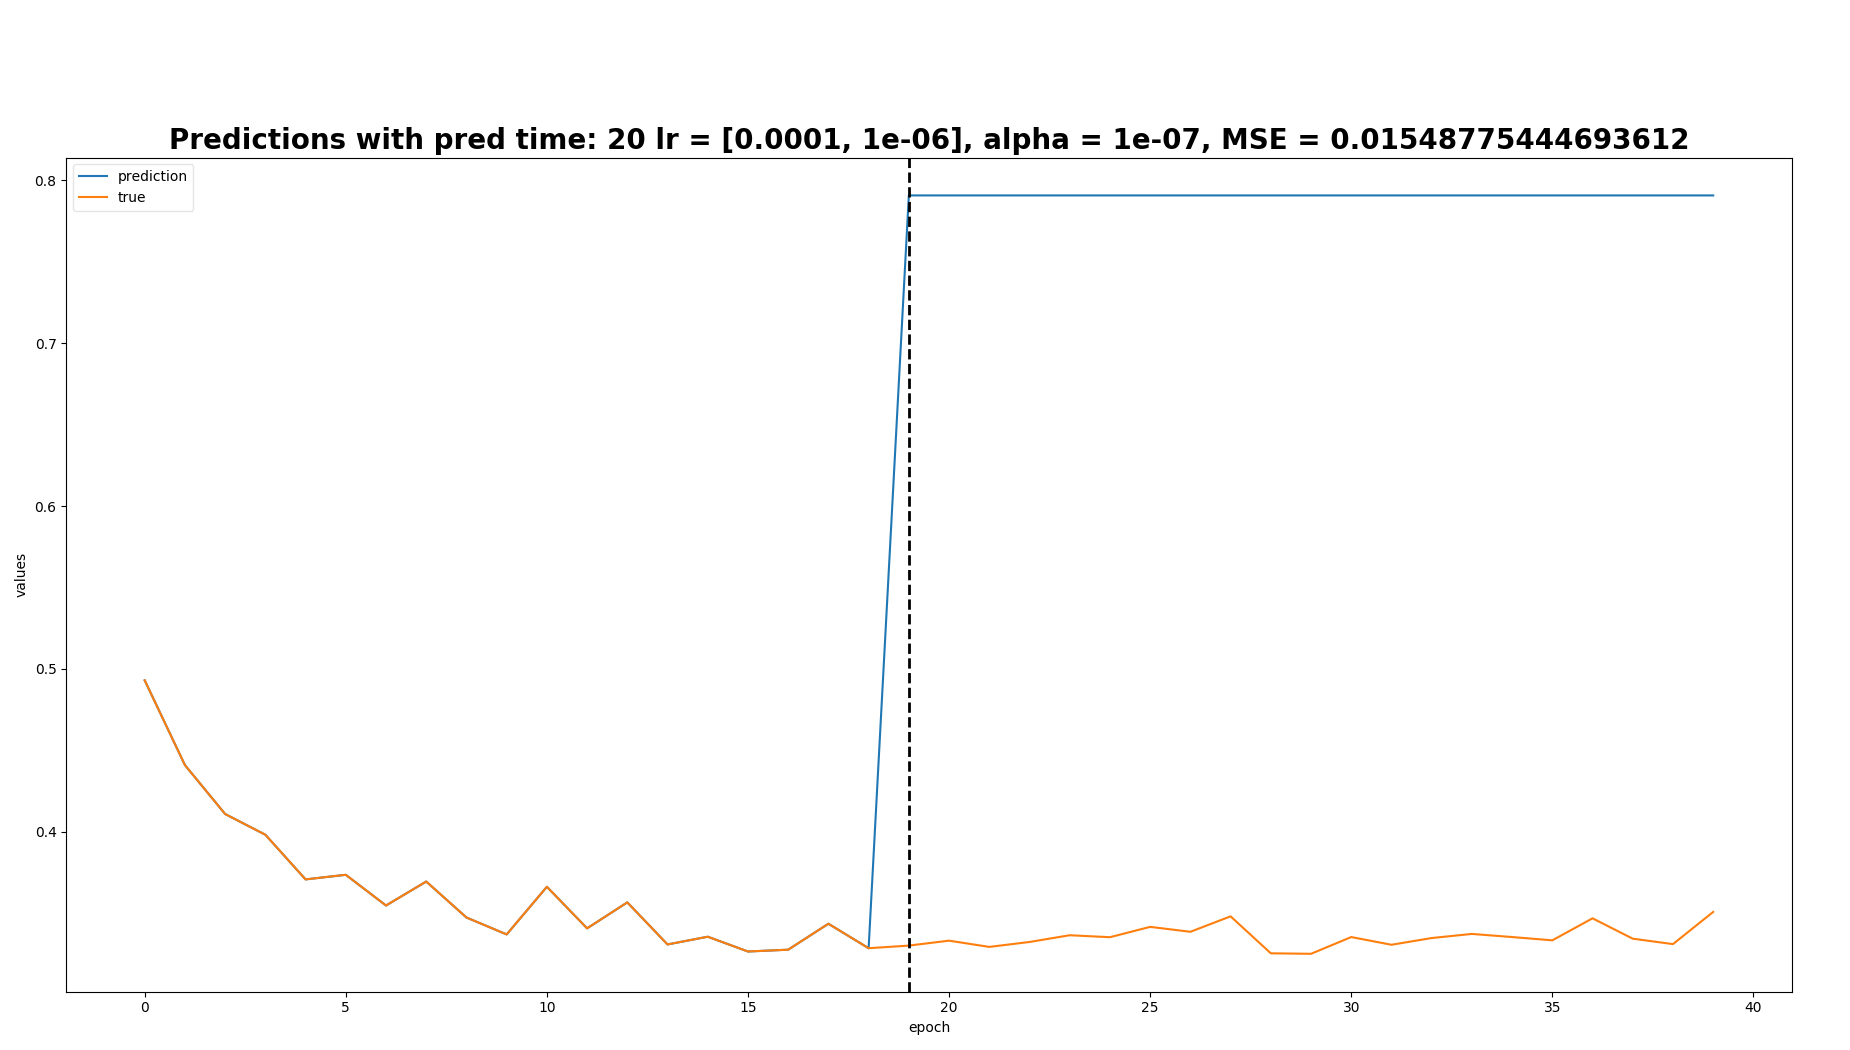 Predictions with pred time: 20 lr = [0.0001, 1e-06], alpha = 1e-07, MSE = 0.01548775444693612
prediction
true
0.8
0.7
0.6
0.5
0.4
values
0 5 10 15 20 25 30 35 40
epoch